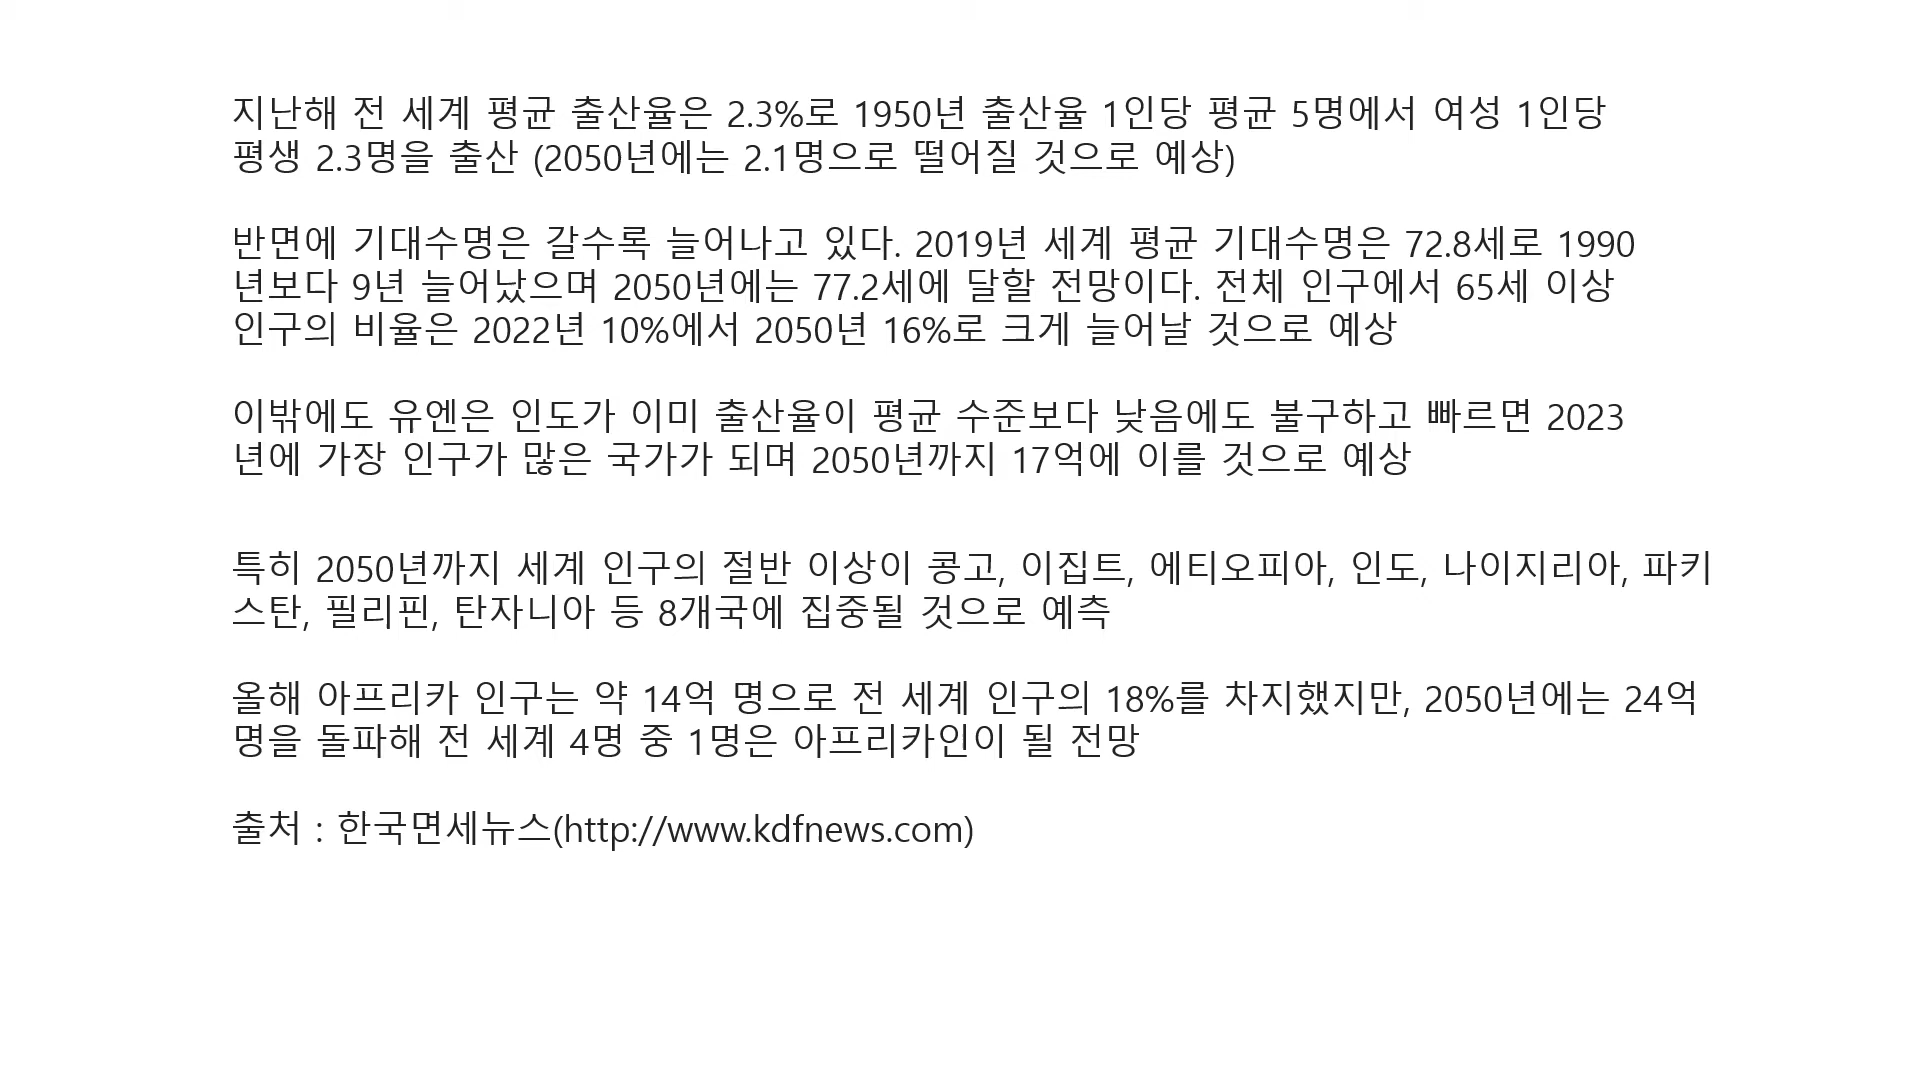 지난해 전 세계 평균 출산율은 2.3%로 1950년 출산율 1인당 평균 5명에서 여성 1인당
평생 2.3명을 출산 (2050년에는 2.1명으로 떨어질 것으로 예상)
반면에 기대수명은 갈수록 늘어나고 있다. 2019년 세계 평균 기대수명은 72.8세로 1990
년보다 9년 늘어났으며 2050년에는 77.2세에 달할 전망이다. 전체 인구에서 65세 이상
인구의 비율은 2022년 10%에서 2050년 16%로 크게 늘어날 것으로 예상
이밖에도 유엔은 인도가 이미 출산율이 평균 수준보다 낮음에도 불구하고 빠르면 2023
년에 가장 인구가 많은 국가가 되며 2050년까지 17억에 이를 것으로 예상
특히 2050년까지 세계 인구의 절반 이상이 콩고, 이집트, 에티오피아, 인도, 나이지리아, 파키
스탄, 필리핀, 탄자니아 등 8개국에 집중될 것으로 예측
올해 아프리카 인구는 약 14억 명으로 전 세계 인구의 18%를 차지했지만, 2050년에는 24억
명을 돌파해 전 세계 4명 중 1명은 아프리카인이 될 전망
출처 : 한국면세뉴스(http://www.kdfnews.com)